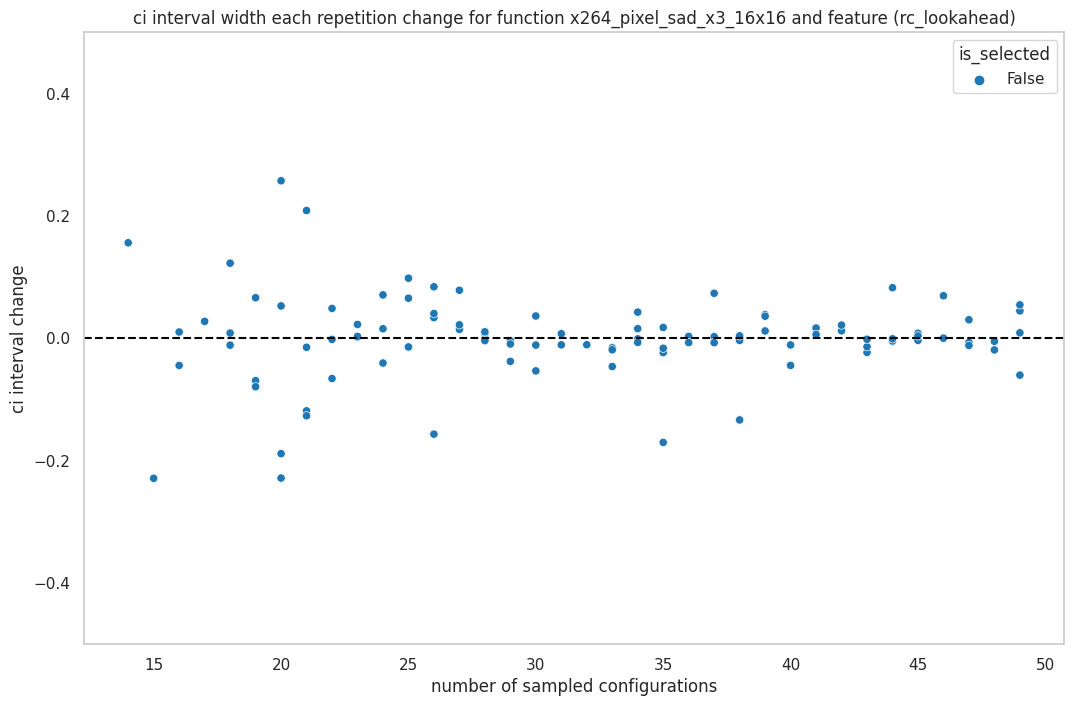 ci interval width each repetition change for function x264_pixel_sad_x3_16x16 and feature (rc_lookahead)
is_selected
False
ci interval change
0.4
0.2
0.0
−0.2
−0.4
15 20 25 30 35 40 45 50
number of sampled configurations